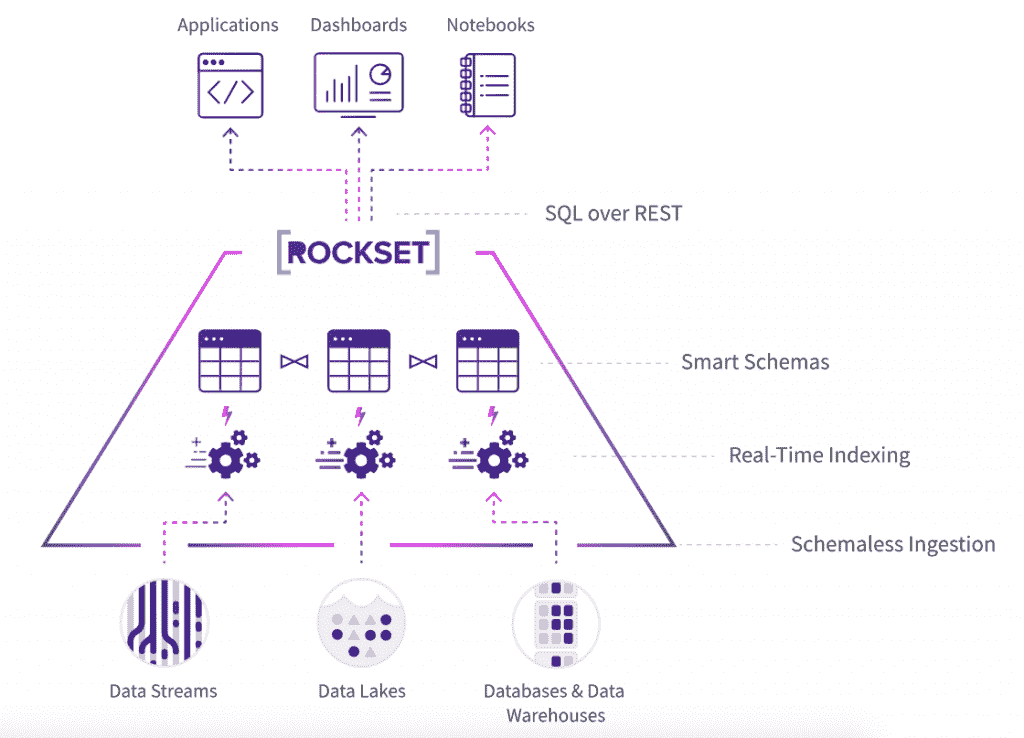 Applications Dashboards Notebooks
</>
SQL over REST
[ROCKSET]
Smart Schemas
Real-Time Indexing
Schemaless Ingestion
Data Streams Data Lakes Databases & Data
Warehouses